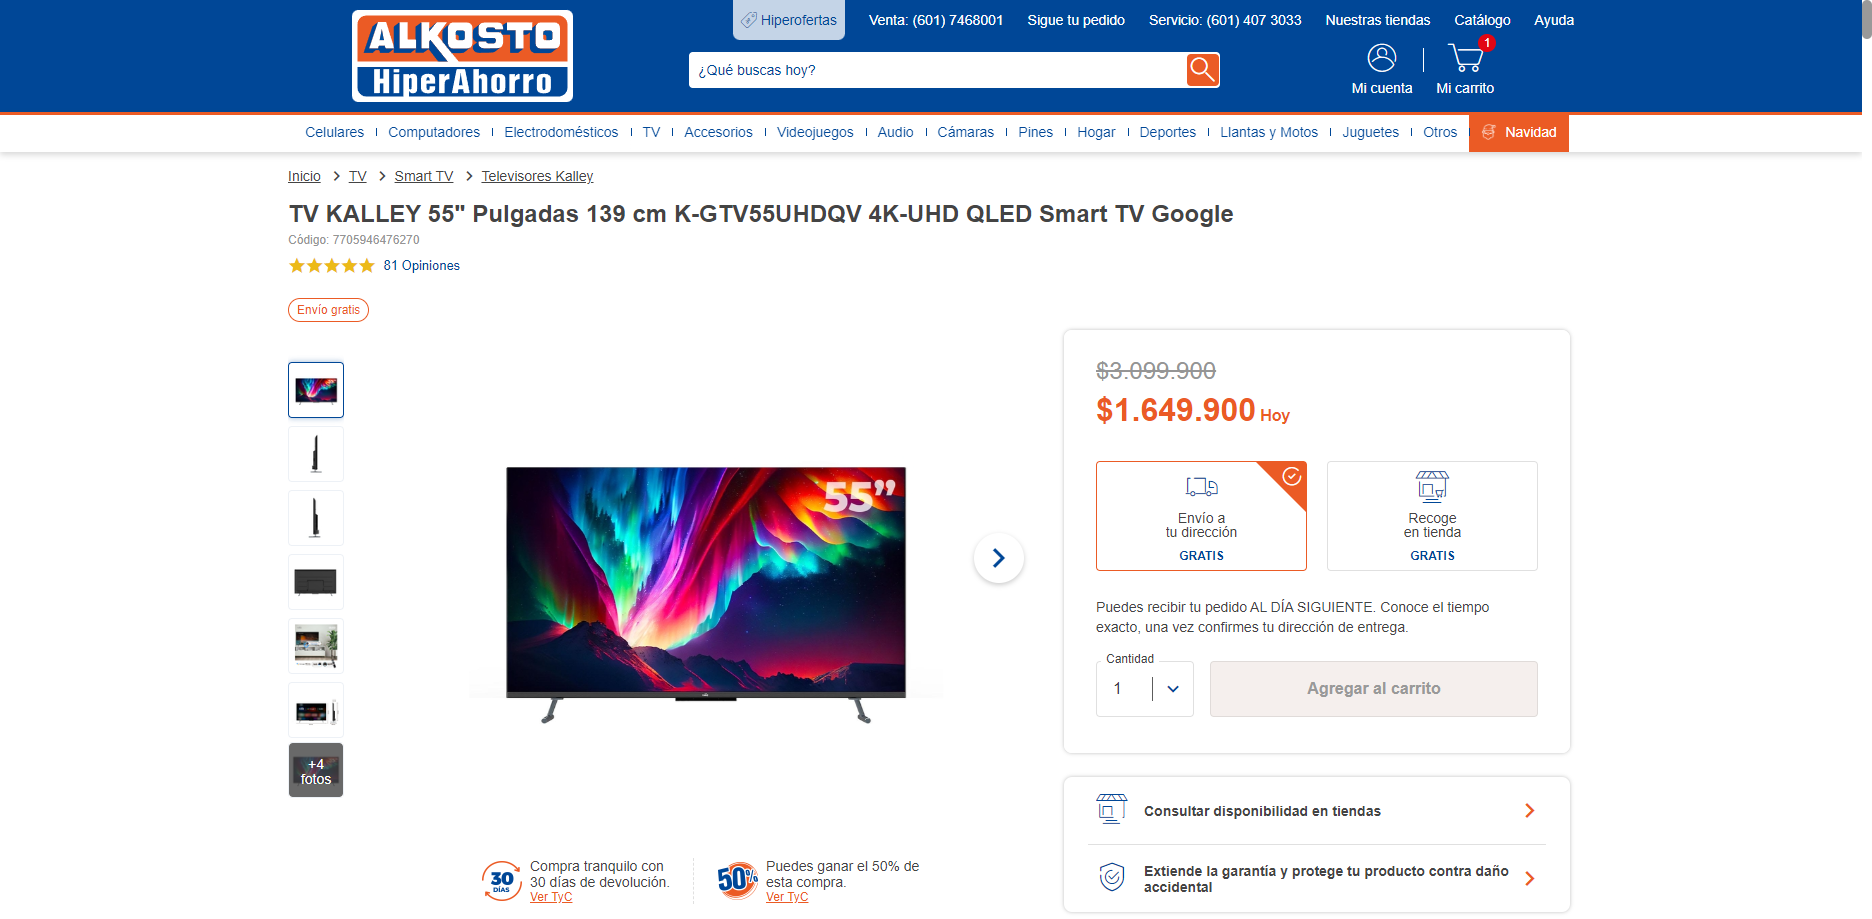 ALKOSTO
HiperAhorro
Hiperofertas
Venta: (601) 7468001
Sigue tu pedido
Servicio: (601) 407 3033
Nuestras tiendas
Catálogo
Ayuda
¿Qué buscas hoy?
Mi cuenta
1
Mi carrito
Celulares
Computadores
Electrodomésticos
TV
Accesorios
Videojuegos
Audio
Cámaras
Pines
Hogar
Deportes
Llantas y Motos
Juguetes
Otros
Navidad
Inicio > TV > Smart TV > Televisores Kalley
TV KALLEY 55" Pulgadas 139 cm K-GTV55UHDQV 4K-UHD QLED Smart TV Google
Código: 7705946476270
81 Opiniones
Envío gratis
+4
fotos
55”
30 DÍAS
Compra tranquilo con
30 días de devolución.
Ver TyC
50%
Puedes ganar el 50% de
esta compra.
Ver TyC
$3.099.900
$1.649.900 Hoy
Envío a
tu dirección
GRATIS
Recoge
en tienda
GRATIS
Puedes recibir tu pedido AL DÍA SIGUIENTE. Conoce el tiempo
exacto, una vez confirmes tu dirección de entrega.
Cantidad
1
Agregar al carrito
Consultar disponibilidad en tiendas
Extiende la garantía y protege tu producto contra daño
accidental